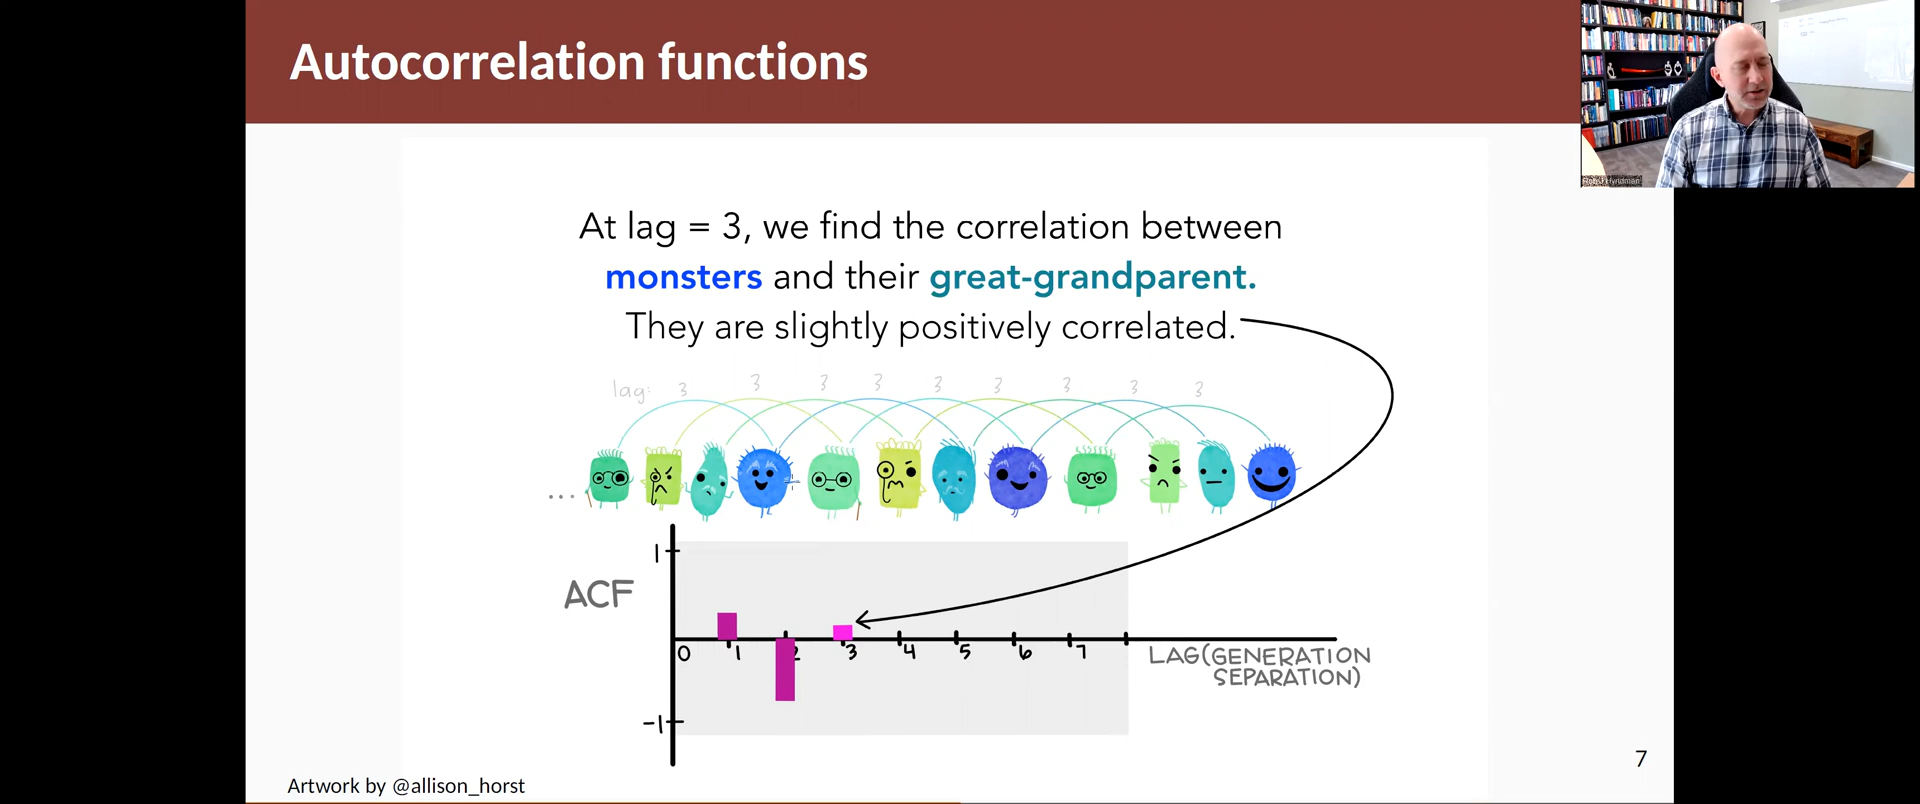 Autocorrelation functions
At lag = 3, we find the correlation between
monsters and their great-grandparent.
They are slightly positively correlated.
lag: 3 3 3 3 3 3 3 3 3
....
1
ACF
0 1 2 3 4 5 6 7
LAG (GENERATION
SEPARATION)
-1
7
Artwork by @allison_horst
Rob J Hyndman